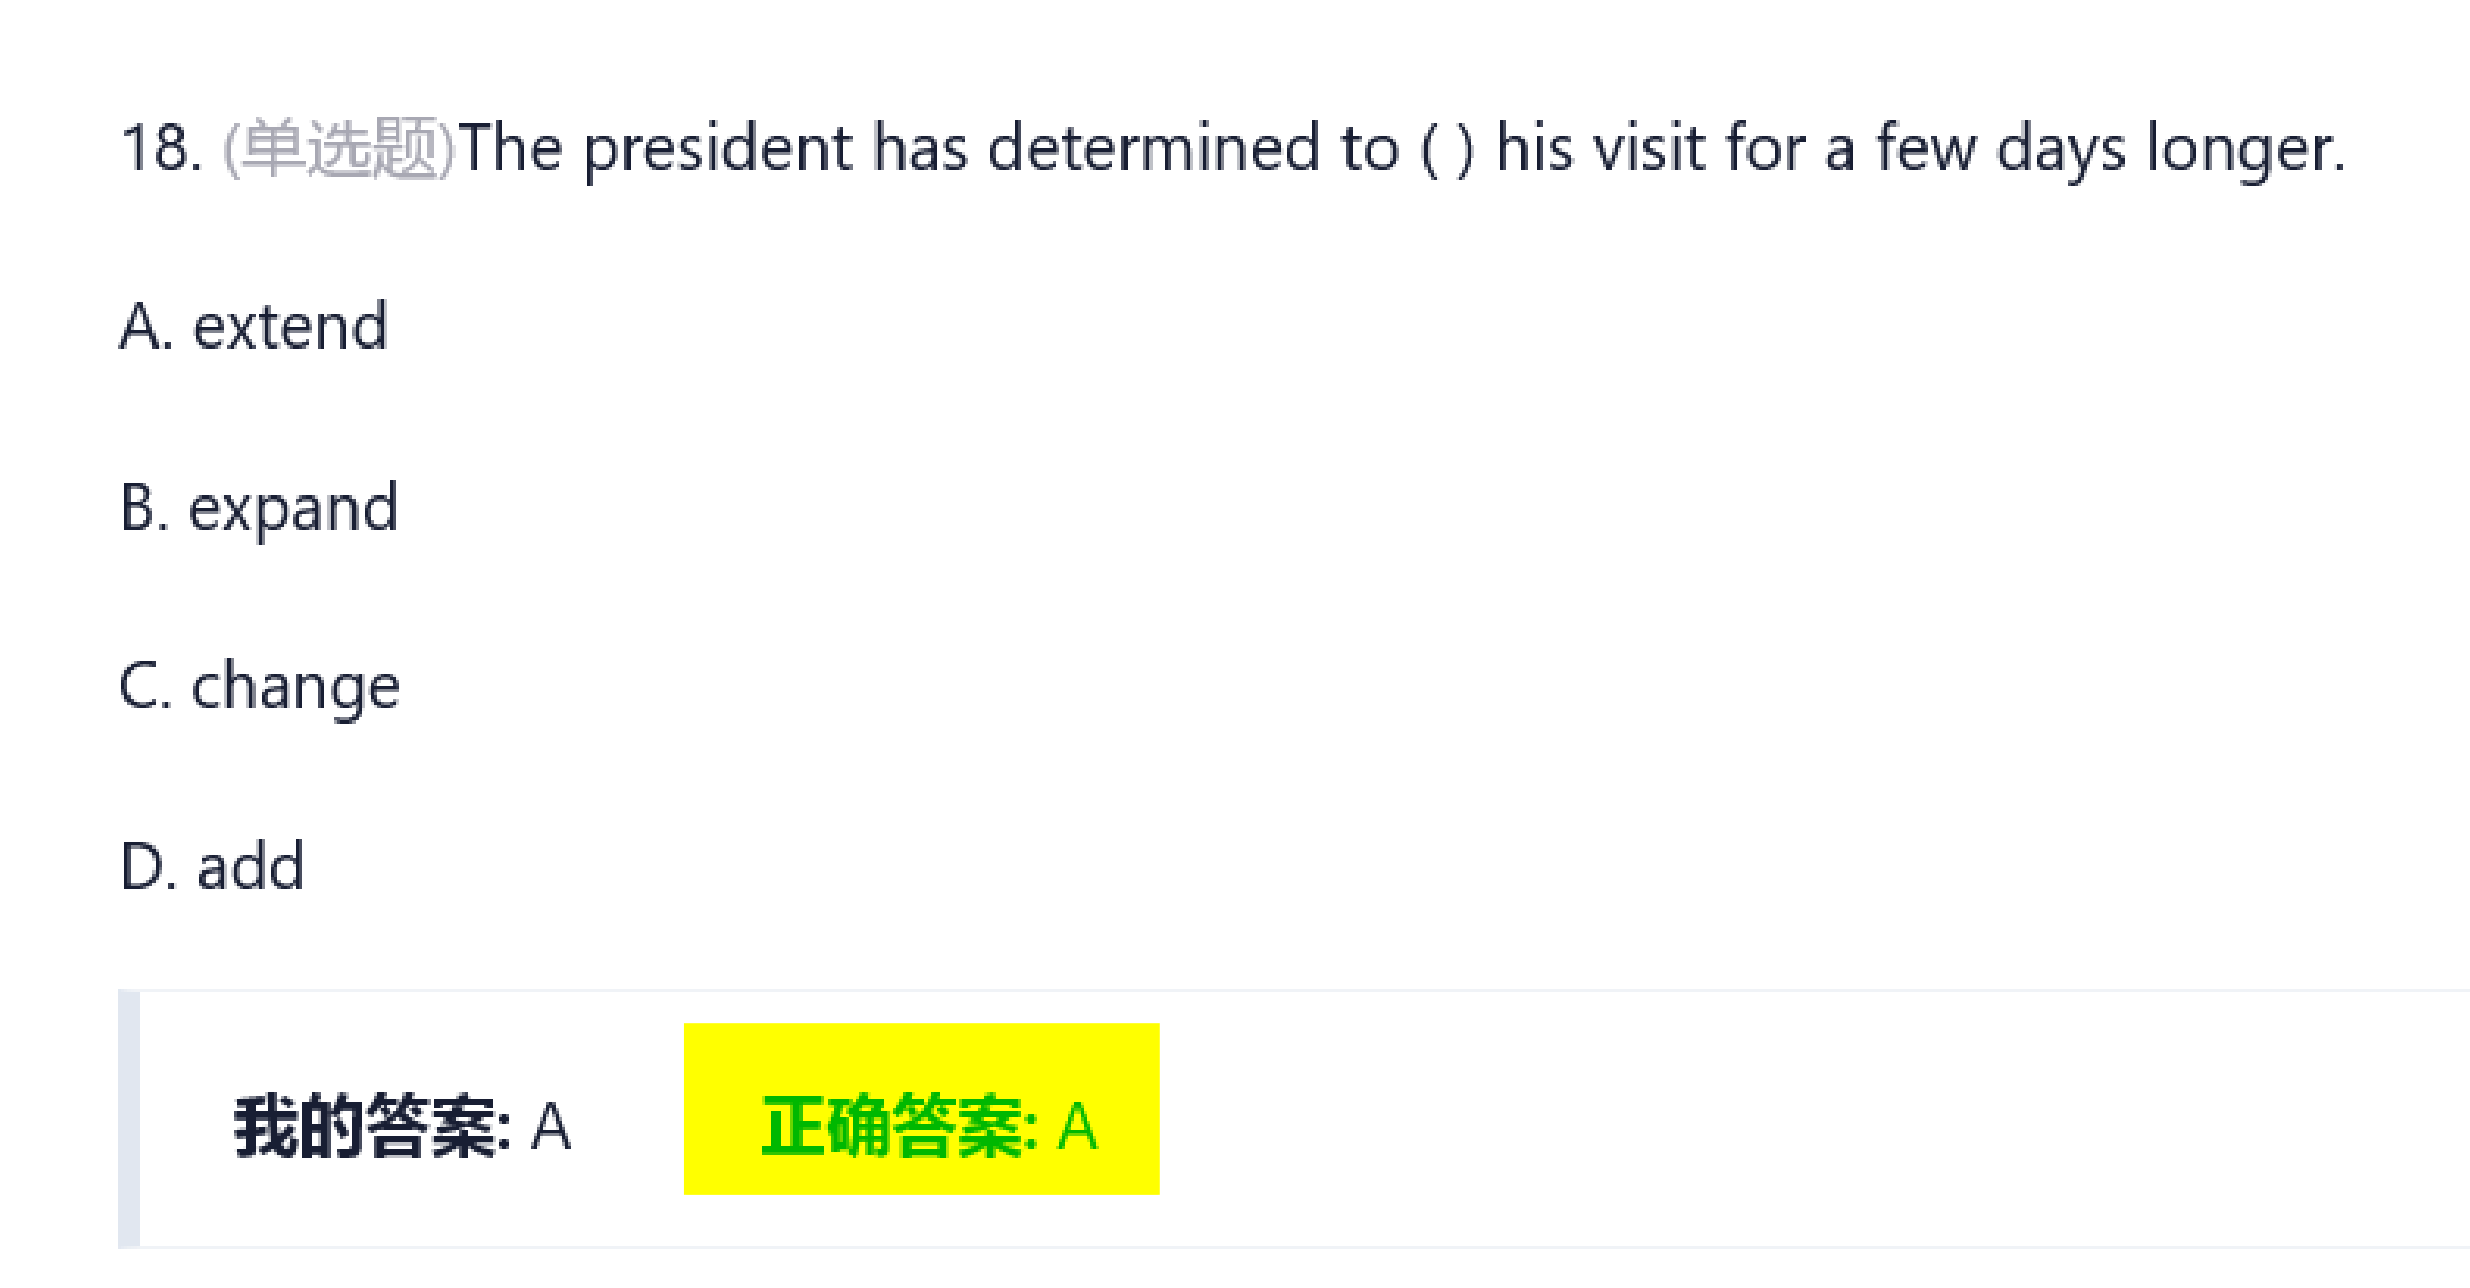 18. (单选题)The president has determined to ( ) his visit for a few days longer.
A. extend
B. expand
C. change
D. add
我的答案: A 正确答案: A